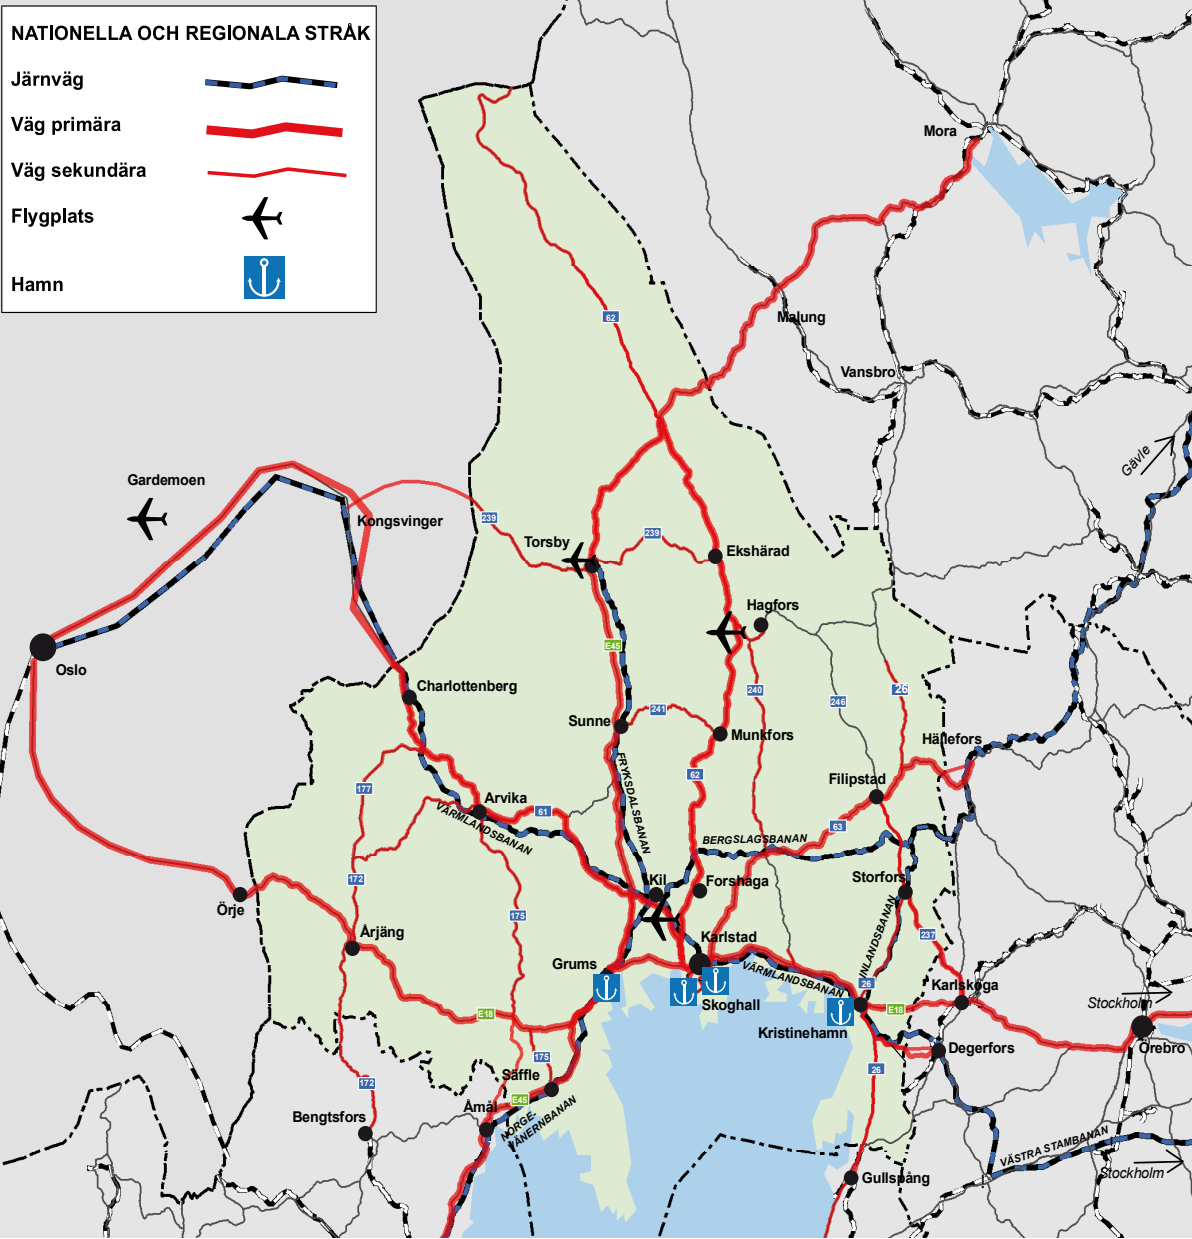 NATIONELLA OCH REGIONALA STRÅK
Järnväg
Väg primära
Väg sekundära
Flygplats
Hamn
Mora
62
Malung
Vansbro
Gävle
Gardemoen
Kongsvinger
239
Torsby
239
Ekshärad
Hagfors
Oslo
E45
Charlottenberg
240
26
246
Sunne
241
Munkfors
Hällefors
FRYKSDALSBANAN
62
Filipstad
177
Arvika
61
VÄRMLANDSBANAN
63
BERGSLAGSBANAN
172
Kil
Forshaga
Storfors
Örje
175
INLANDSBANAN
237
Årjäng
Karlstad
Grums
VÄRMLANDSBANAN
26
Karlskoga
Stockholm
Skoghall
E18
E18
Kristinehamn
Degerfors
Örebro
175
26
Säffle
172
E45
Åmål
NORGE-
VÄNERNBANAN
Bengtsfors
VÄSTRA STAMBANAN
Stockholm
Gullspång